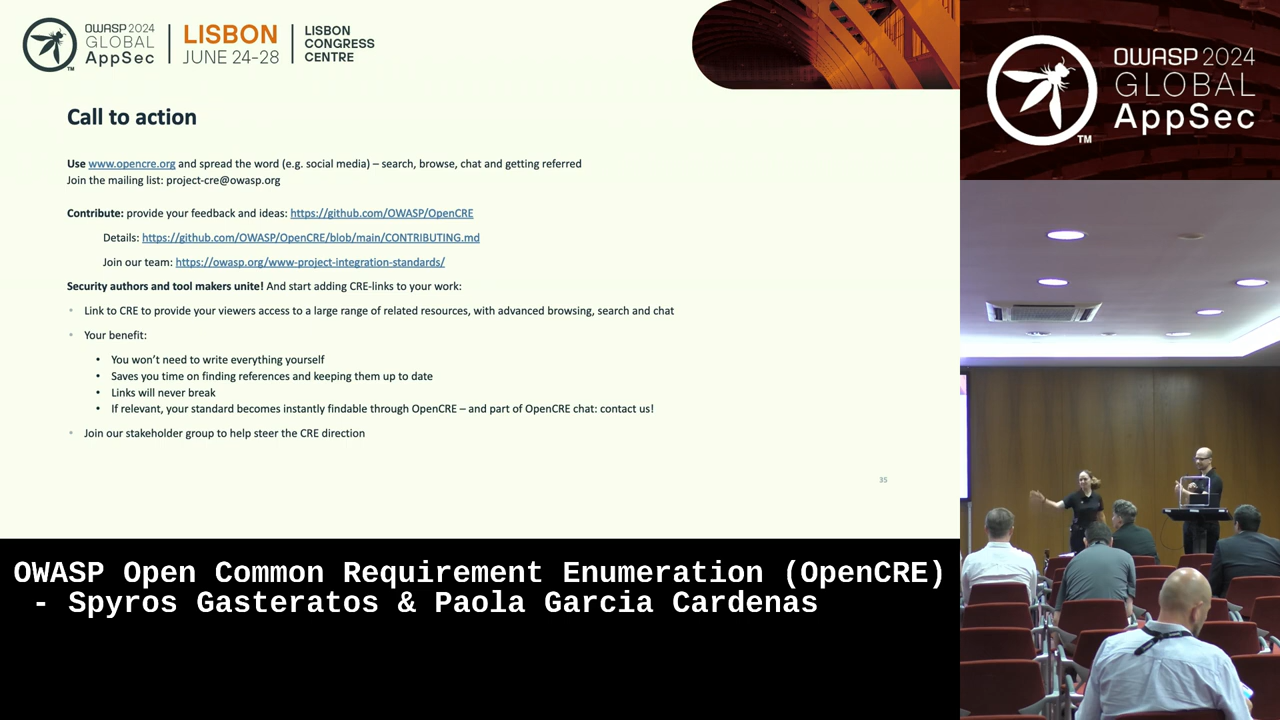 OWASP 2024
GLOBAL
AppSec
TM
LISBON
JUNE 24-28
LISBON
CONGRESS
CENTRE
OWASP 2024
GLOBAL
AppSec
TM
Call to action
Use www.opencre.org and spread the word (e.g. social media) – search, browse, chat and getting referred
Join the mailing list: project-cre@owasp.org
Contribute: provide your feedback and ideas: https://github.com/OWASP/OpenCRE
Details: https://github.com/OWASP/OpenCRE/blob/main/CONTRIBUTING.md
Join our team: https://owasp.org/www-project-integration-standards/
Security authors and tool makers unite! And start adding CRE-links to your work:
• Link to CRE to provide your viewers access to a large range of related resources, with advanced browsing, search and chat
• Your benefit:
• You won’t need to write everything yourself
• Saves you time on finding references and keeping them up to date
• Links will never break
• If relevant, your standard becomes instantly findable through OpenCRE – and part of OpenCRE chat: contact us!
• Join our stakeholder group to help steer the CRE direction
35
OWASP Open Common Requirement Enumeration (OpenCRE)
- Spyros Gasteratos & Paola Garcia Cardenas